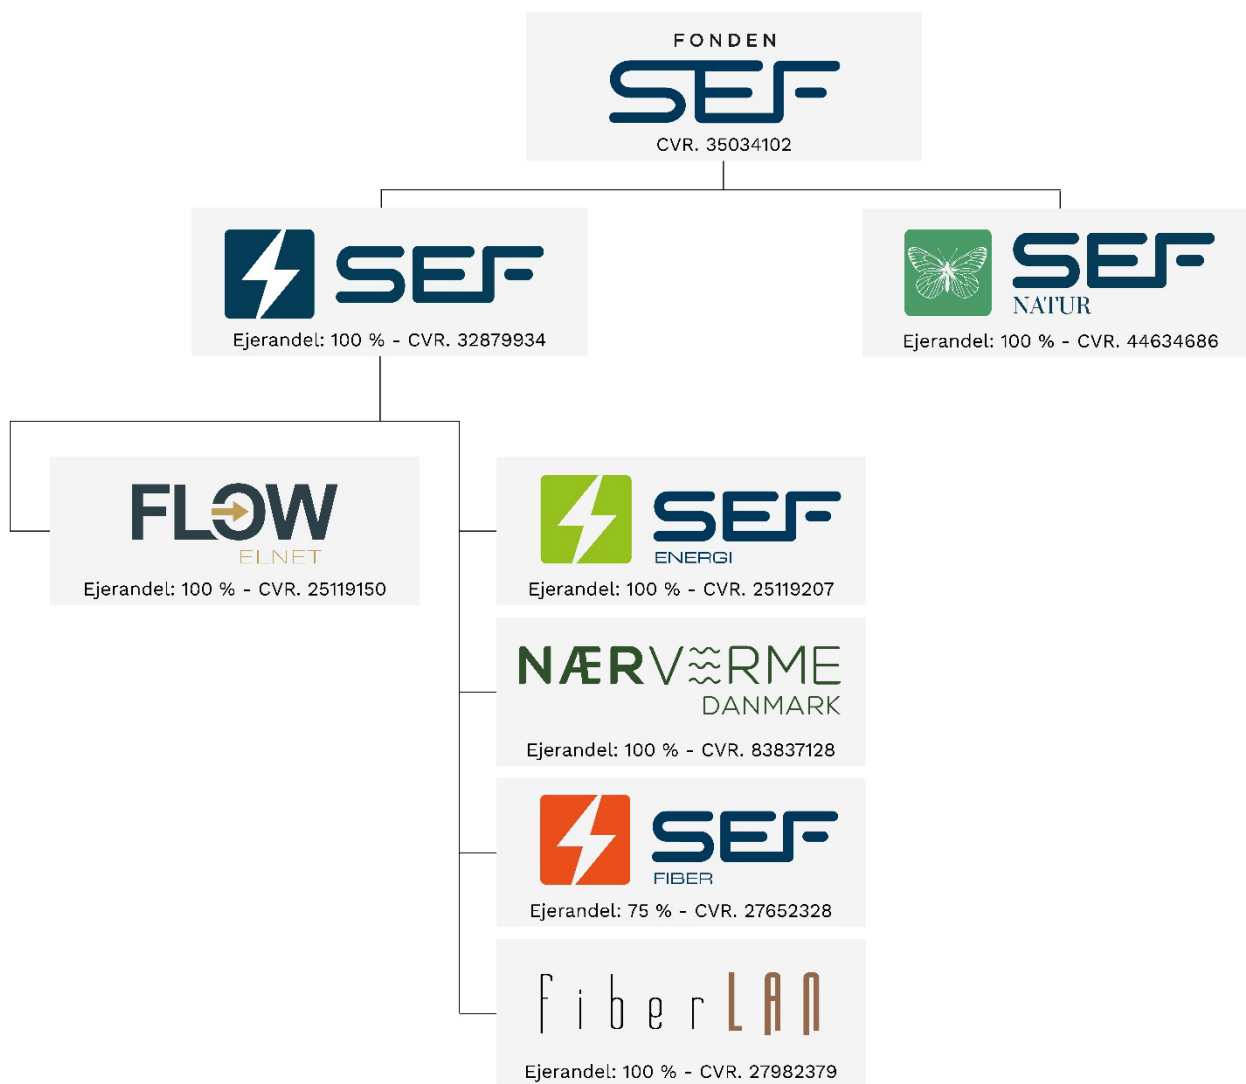 FONDEN
SEF
CVR. 35034102
SEF
Ejerandel: 100 % - CVR. 32879934
SEF
NATUR
Ejerandel: 100 % - CVR. 44634686
FLOW
ELNET
Ejerandel: 100 % - CVR. 25119150
SEF
ENERGI
Ejerandel: 100 % - CVR. 25119207
NÆRVÆRME
DANMARK
Ejerandel: 100 % - CVR. 83837128
SEF
FIBER
Ejerandel: 75 % - CVR. 27652328
FiberLAN
Ejerandel: 100 % - CVR. 27982379